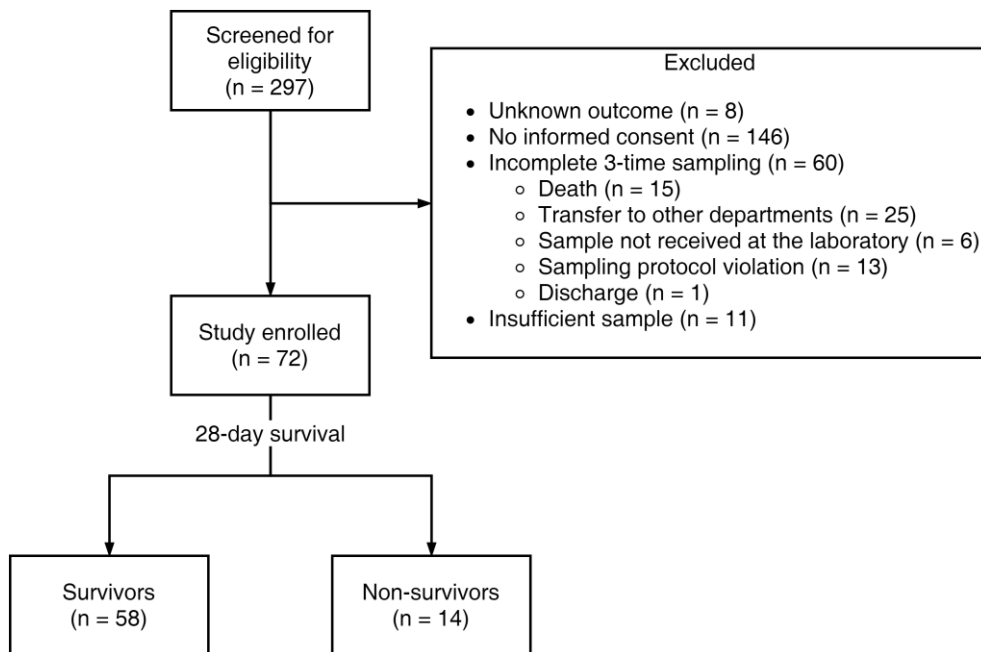 Screened for
eligibility
(n = 297)
Excluded
• Unknown outcome (n = 8)
• No informed consent (n = 146)
• Incomplete 3-time sampling (n = 60)
○ Death (n = 15)
○ Transfer to other departments (n = 25)
○ Sample not received at the laboratory (n = 6)
○ Sampling protocol violation (n = 13)
○ Discharge (n = 1)
• Insufficient sample (n = 11)
Study enrolled
(n = 72)
28-day survival
Survivors
(n = 58)
Non-survivors
(n = 14)